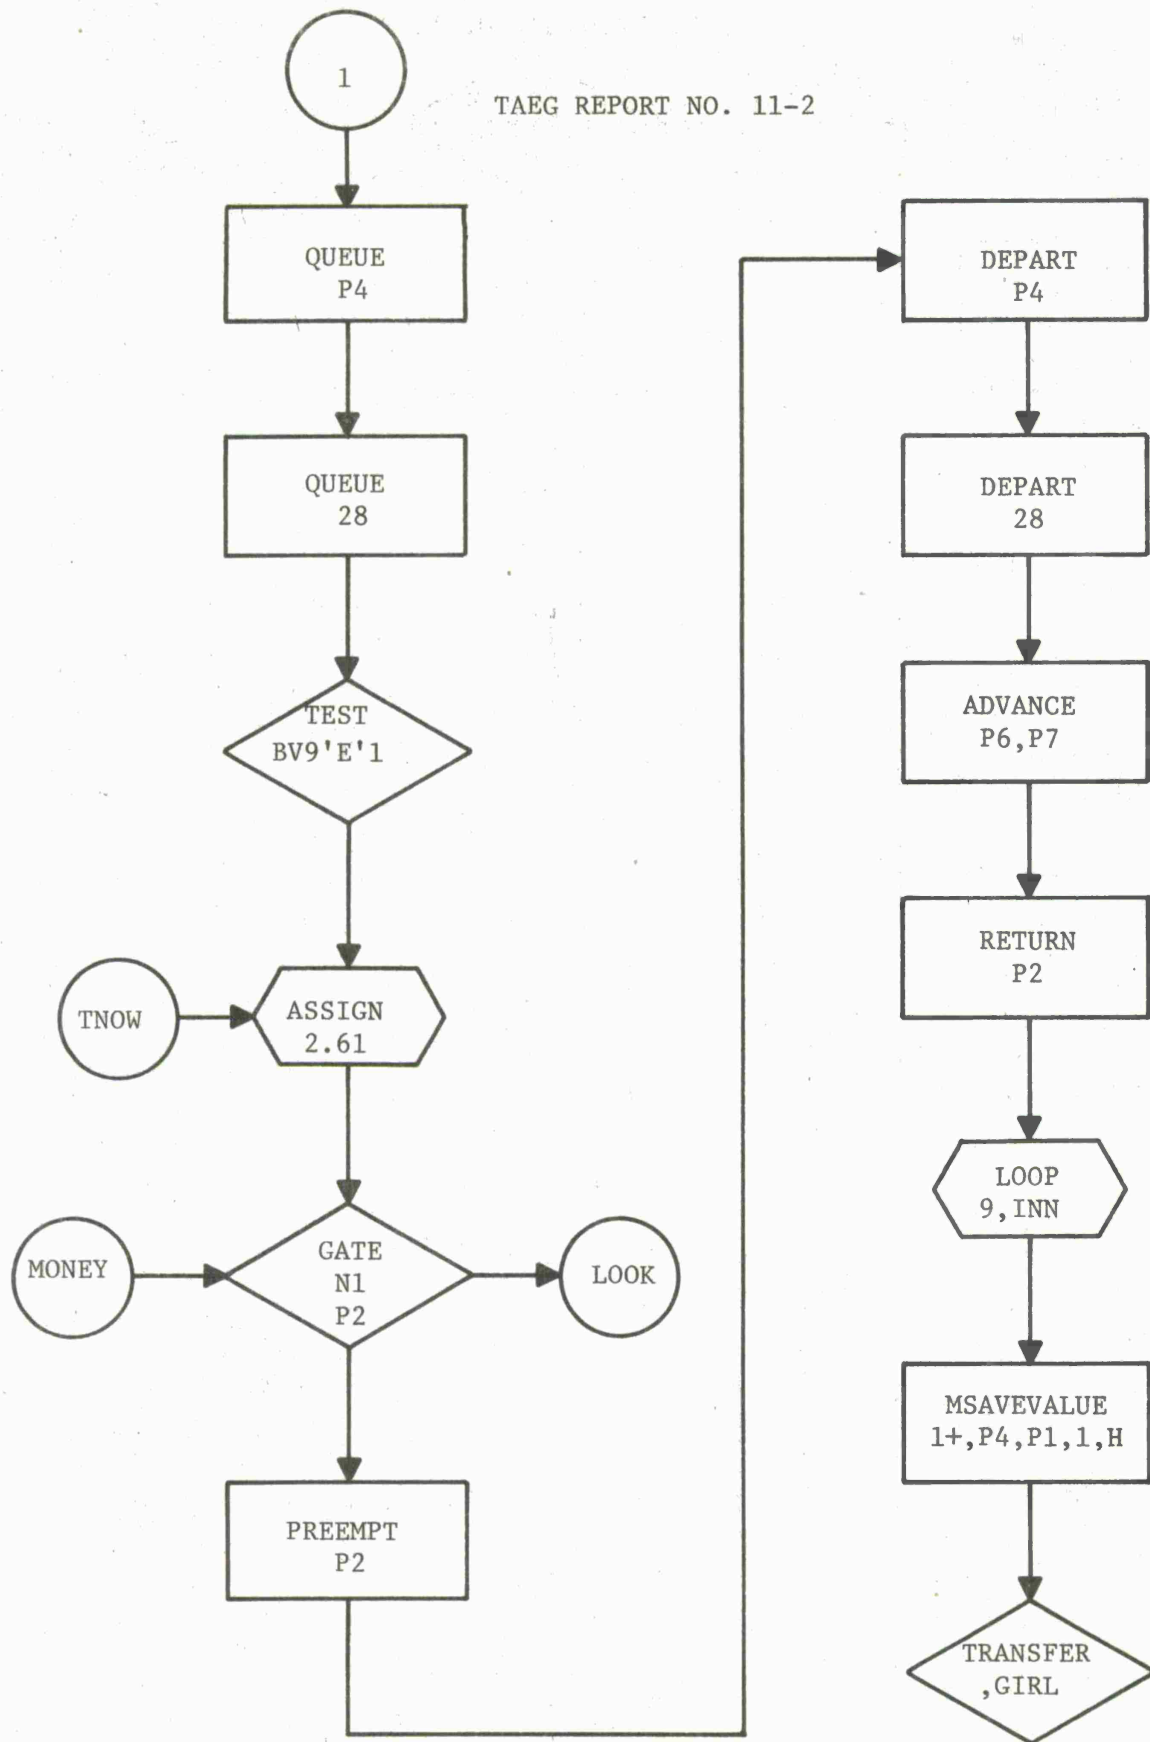 1
TAEG REPORT NO. 11-2
QUEUE
P4
QUEUE
28
TEST
BV9'E'1
TNOW
ASSIGN
2.61
MONEY
GATE
N1
P2
LOOK
PREEMPT
P2
DEPART
P4
DEPART
28
ADVANCE
P6,P7
RETURN
P2
LOOP
9,INN
MSAVEVALUE
1+,P4,P1,1,H
TRANSFER
,GIRL